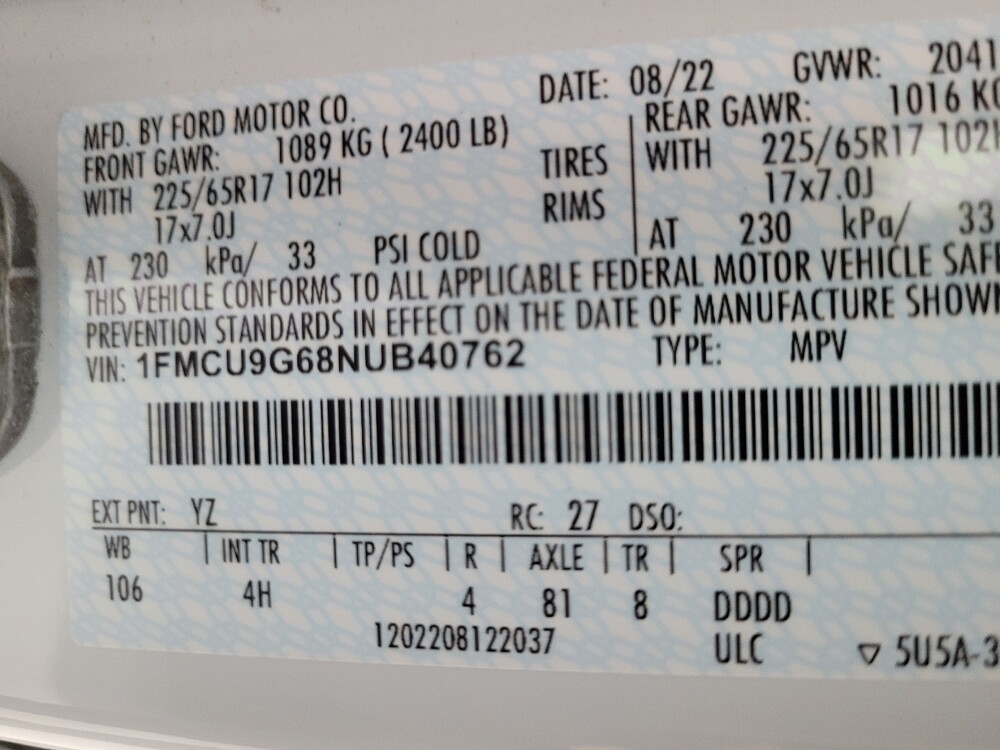 DATE: 08/22 GVWR: 2041
MFD. BY FORD MOTOR CO.
FRONT GAWR: 1089 KG ( 2400 LB) REAR GAWR: 1016
WITH 225/65R17 102H TIRES WITH 225/65R17
17x7.0J RIMS 17x7.0J
AT 230 kPa/ 33 PSI COLD AT 230 kPa/ 33
THIS VEHICLE CONFORMS TO ALL APPLICABLE FEDERAL MOTOR VEHICLE
PREVENTION STANDARDS IN EFFECT ON THE DATE OF MANUFACTURE
VIN: 1FMCU9G68NUB40762 TYPE: MPV
EXT PNT: YZ RC: 27 DSO:
WB | INT TR | TP/PS | R | AXLE | TR | SPR |
106 4H 4 81 8 DDDD
1202208122037 ULC ▽ 5U5A-3